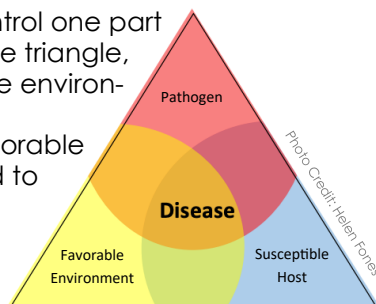 ntrol one part
e triangle,
e environ-
orable
d to
Pathogen
Disease
Favorable
Environment
Susceptible
Host
Photo Credit: Helen Fones